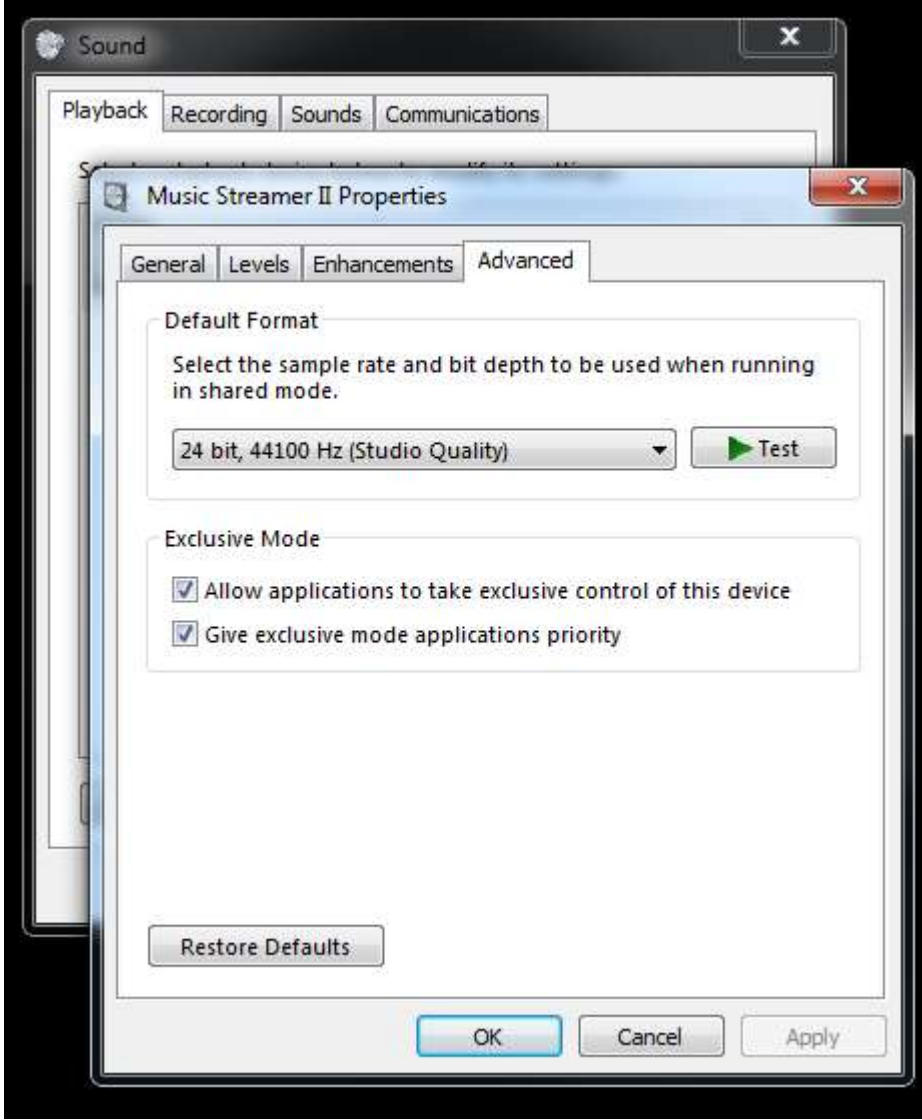 Sound
Playback Recording Sounds Communications
Music Streamer II Properties
General Levels Enhancements Advanced
Default Format
Select the sample rate and bit depth to be used when running
in shared mode.
24 bit, 44100 Hz (Studio Quality) Test
Exclusive Mode
Allow applications to take exclusive control of this device
Give exclusive mode applications priority
Restore Defaults
OK Cancel Apply